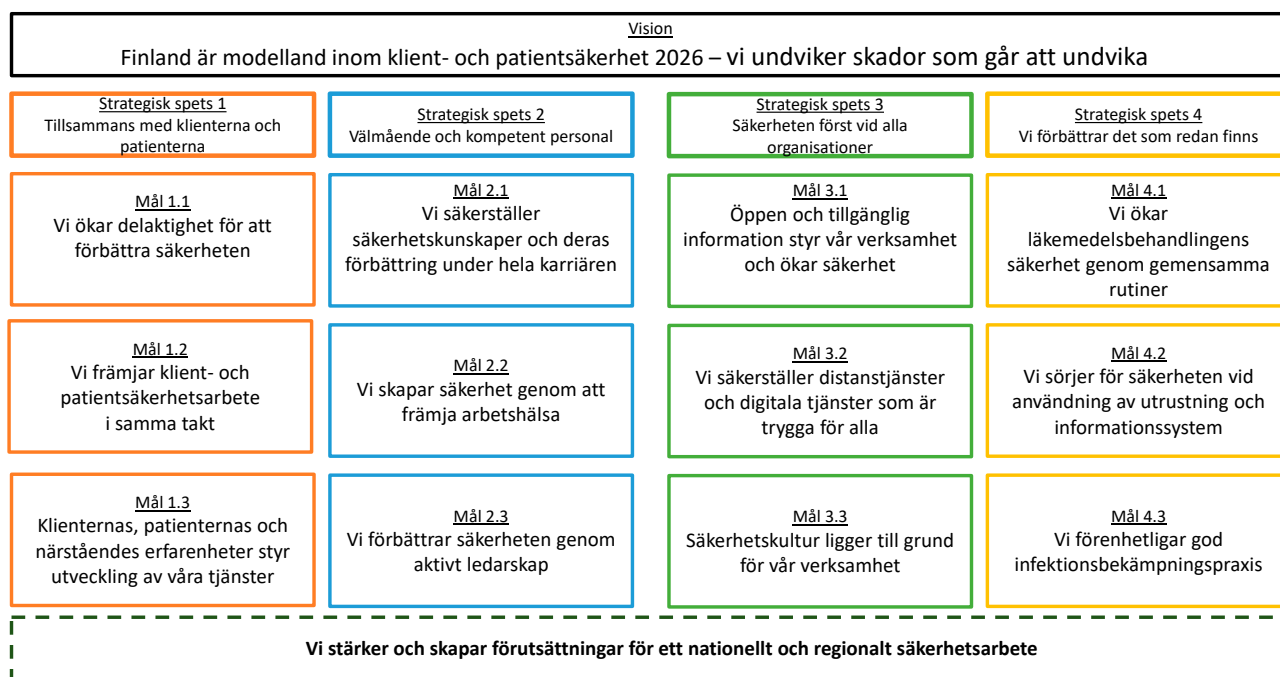 Vision
Finland är modelland inom klient- och patientsäkerhet 2026 – vi undviker skador som går att undvika
Strategisk spets 1
Tillsammans med klienterna och
patienterna
Strategisk spets 2
Välmående och kompetent personal
Strategisk spets 3
Säkerheten först vid alla
organisationer
Strategisk spets 4
Vi förbättrar det som redan finns
Mål 1.1
Vi ökar delaktighet för att
förbättra säkerheten
Mål 2.1
Vi säkerställer
säkerhetskunskaper och deras
förbättring under hela karriären
Mål 3.1
Öppen och tillgänglig
information styr vår verksamhet
och ökar säkerhet
Mål 4.1
Vi ökar
läkemedelsbehandlingens
säkerhet genom gemensamma
rutiner
Mål 1.2
Vi främjar klient- och
patientsäkerhetsarbete
i samma takt
Mål 2.2
Vi skapar säkerhet genom att
främja arbetshälsa
Mål 3.2
Vi säkerställer distanstjänster
och digitala tjänster som är
trygga för alla
Mål 4.2
Vi sörjer för säkerheten vid
användning av utrustning och
informationssystem
Mål 1.3
Klienternas, patienternas och
närståendes erfarenheter styr
utveckling av våra tjänster
Mål 2.3
Vi förbättrar säkerheten genom
aktivt ledarskap
Mål 3.3
Säkerhetskultur ligger till grund
för vår verksamhet
Mål 4.3
Vi förenhetligar god
infektionsbekämpningspraxis
Vi stärker och skapar förutsättningar för ett nationellt och regionalt säkerhetsarbete